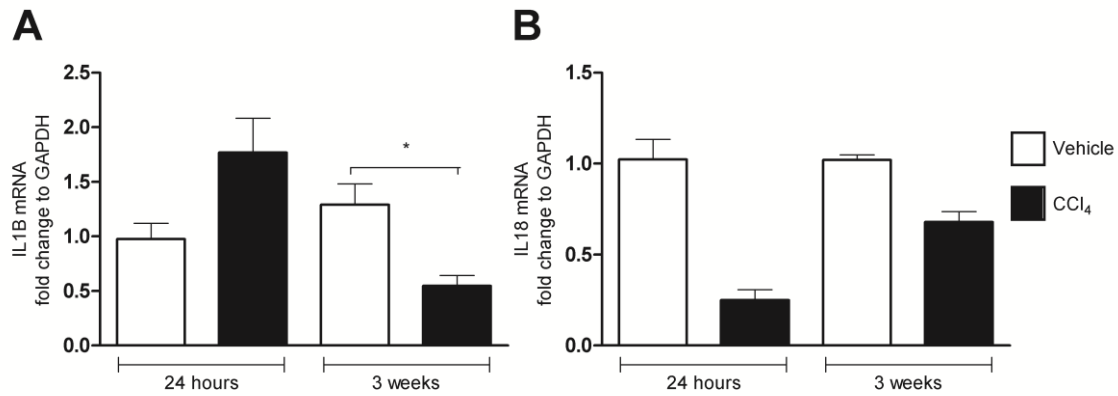 A
IL1B mRNA
fold change to GAPDH
2.5
2.0
1.5
1.0
0.5
0.0
*
24 hours
3 weeks
B
IL18 mRNA
fold change to GAPDH
1.5
1.0
0.5
0.0
24 hours
3 weeks
Vehicle
CCl₄